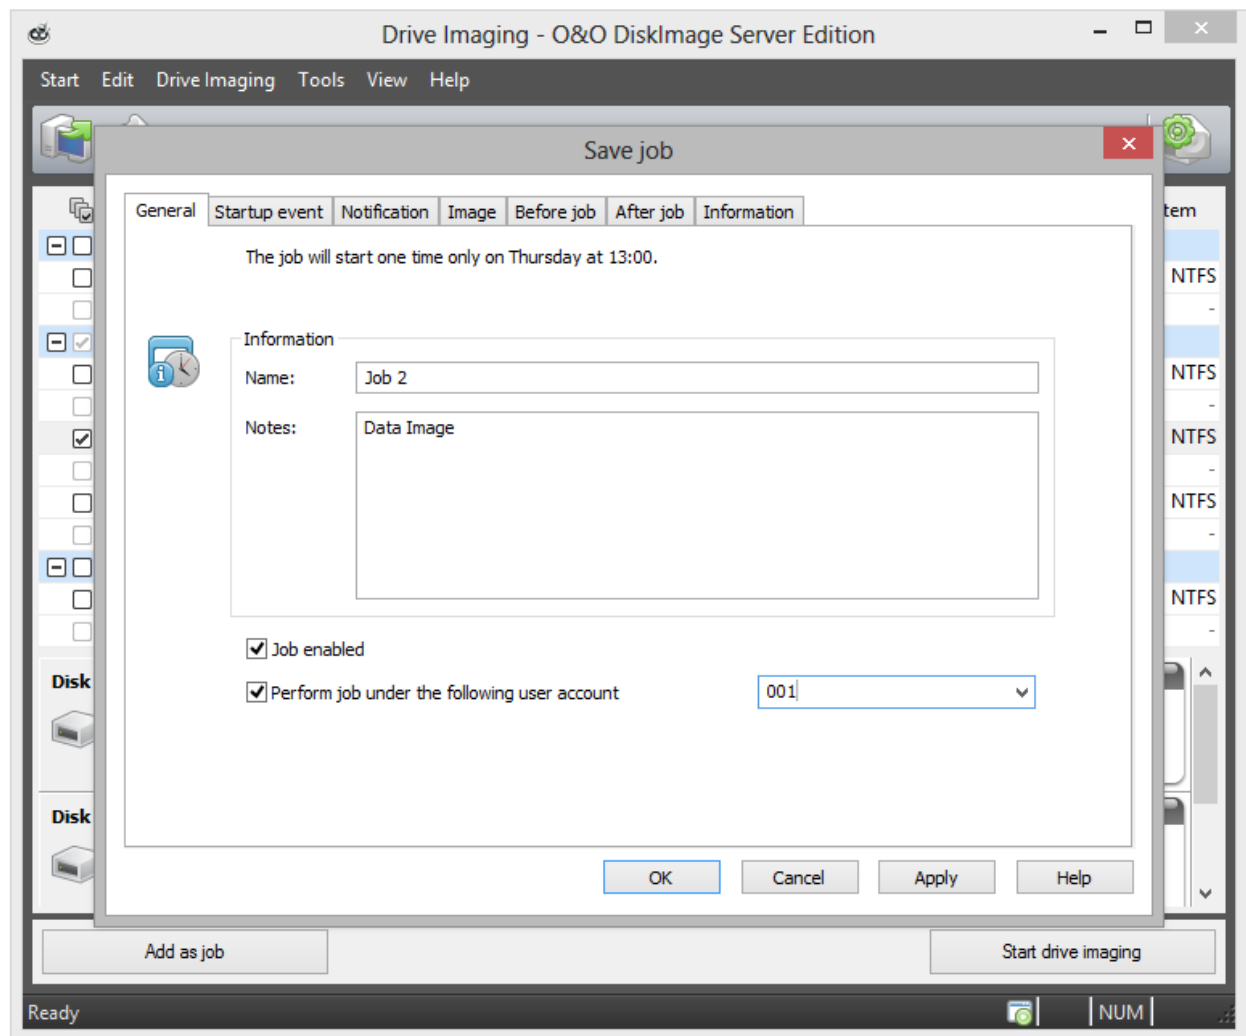 Drive Imaging - O&O DiskImage Server Edition
Start Edit Drive Imaging Tools View Help
Save job
General Startup event Notification Image Before job After job Information
tem
The job will start one time only on Thursday at 13:00.
NTFS
-
Information
Name: Job 2
NTFS
-
Notes: Data Image
NTFS
-
NTFS
-
NTFS
-
Job enabled
Disk
Perform job under the following user account 001
Disk
OK Cancel Apply Help
Add as job Start drive imaging
Ready NUM